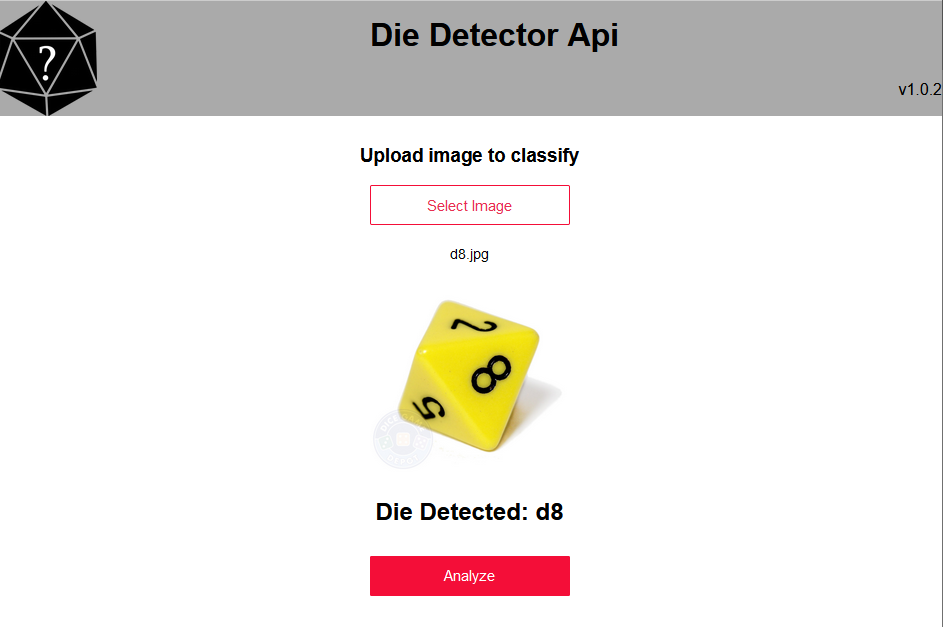 ?
Die Detector Api
v1.0.2
Upload image to classify
Select Image
d8.jpg
2
8
5
Die Detected: d8
Analyze